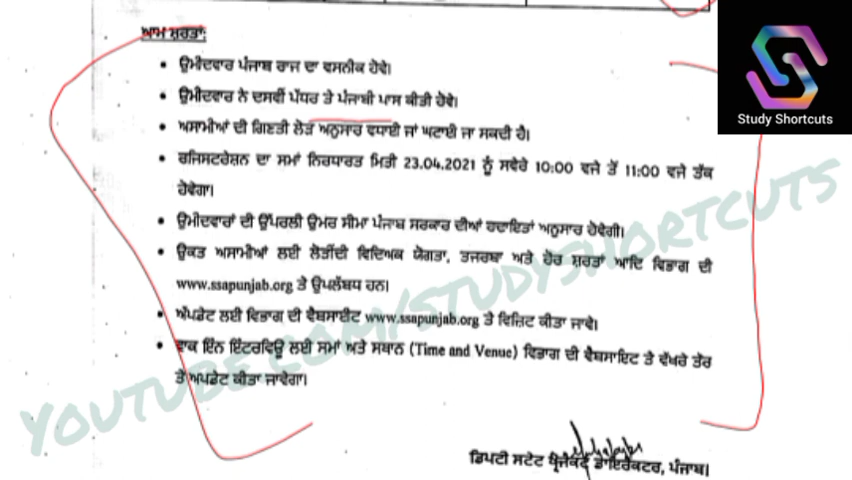 ਆਮ ਸ਼ਰਤਾਂ:
• ਉਮੀਦਵਾਰ ਪੰਜਾਬ ਰਾਜ ਦਾ ਵਸਨੀਕ ਹੋਵੇ।
• ਉਮੀਦਵਾਰ ਨੇ ਦਸਵੀਂ ਪੱਧਰ ਤੇ ਪੰਜਾਬੀ ਪਾਸ ਕੀਤੀ ਹੋਵੇ।
• ਅਸਾਮੀਆਂ ਦੀ ਗਿਣਤੀ ਲੋੜ ਅਨੁਸਾਰ ਵਧਾਈ ਜਾਂ ਘਟਾਈ ਜਾ ਸਕਦੀ ਹੈ।
• ਰਜਿਸਟਰੇਸ਼ਨ ਦਾ ਸਮਾਂ ਨਿਰਧਾਰਤ ਮਿਤੀ 23.04.2021 ਨੂੰ ਸਵੇਰੇ 10:00 ਵਜੇ ਤੋਂ 11:00 ਵਜੇ ਤੱਕ
ਹੋਵੇਗਾ।
• ਉਮੀਦਵਾਰਾਂ ਦੀ ਉੱਪਰਲੀ ਉਮਰ ਸੀਮਾ ਪੰਜਾਬ ਸਰਕਾਰ ਦੀਆਂ ਹਦਾਇਤਾਂ ਅਨੁਸਾਰ ਹੋਵੇਗੀ।
• ਉਕਤ ਅਸਾਮੀਆਂ ਲਈ ਲੋੜੀਂਦੀ ਵਿਦਿਅਕ ਯੋਗਤਾ, ਤਜਰਬਾ ਅਤੇ ਹੋਰ ਸ਼ਰਤਾਂ ਆਦਿ ਵਿਭਾਗ ਦੀ
www.ssapunjab.org ਤੇ ਉਪਲੱਬਧ ਹਨ।
• ਅੱਪਡੇਟ ਲਈ ਵਿਭਾਗ ਦੀ ਵੈਬਸਾਈਟ www.ssapunjab.org ਤੇ ਵਿਜਿਟ ਕੀਤਾ ਜਾਵੇ।
• ਵਾਕ ਇੰਨ ਇੰਟਰਵਿਊ ਲਈ ਸਮਾਂ ਅਤੇ ਸਥਾਨ (Time and Venue) ਵਿਭਾਗ ਦੀ ਵੈਬਸਾਇਟ ਤੇ ਵੱਖਰੇ ਤੌਰ
ਤੇ ਅਪਡੇਟ ਕੀਤਾ ਜਾਵੇਗਾ।
ਡਿਪਟੀ ਸਟੇਟ ਪ੍ਰੋਜੈਕਟ ਡਾਇਰੈਕਟਰ, ਪੰਜਾਬ।
Study Shortcuts
YOUTUBE.COM/STUDYSHORTCUTS